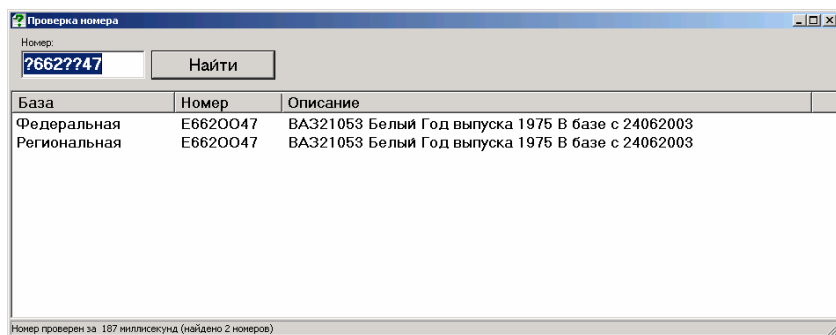 Проверка номера
Номер:
?662??47 Найти
База Номер Описание
Федеральная Е662ОО47 ВАЗ21053 Белый Год выпуска 1975 В базе с 24062003
Региональная Е662ОО47 ВАЗ21053 Белый Год выпуска 1975 В базе с 24062003
Номер проверен за 187 миллисекунд (найдено 2 номеров)